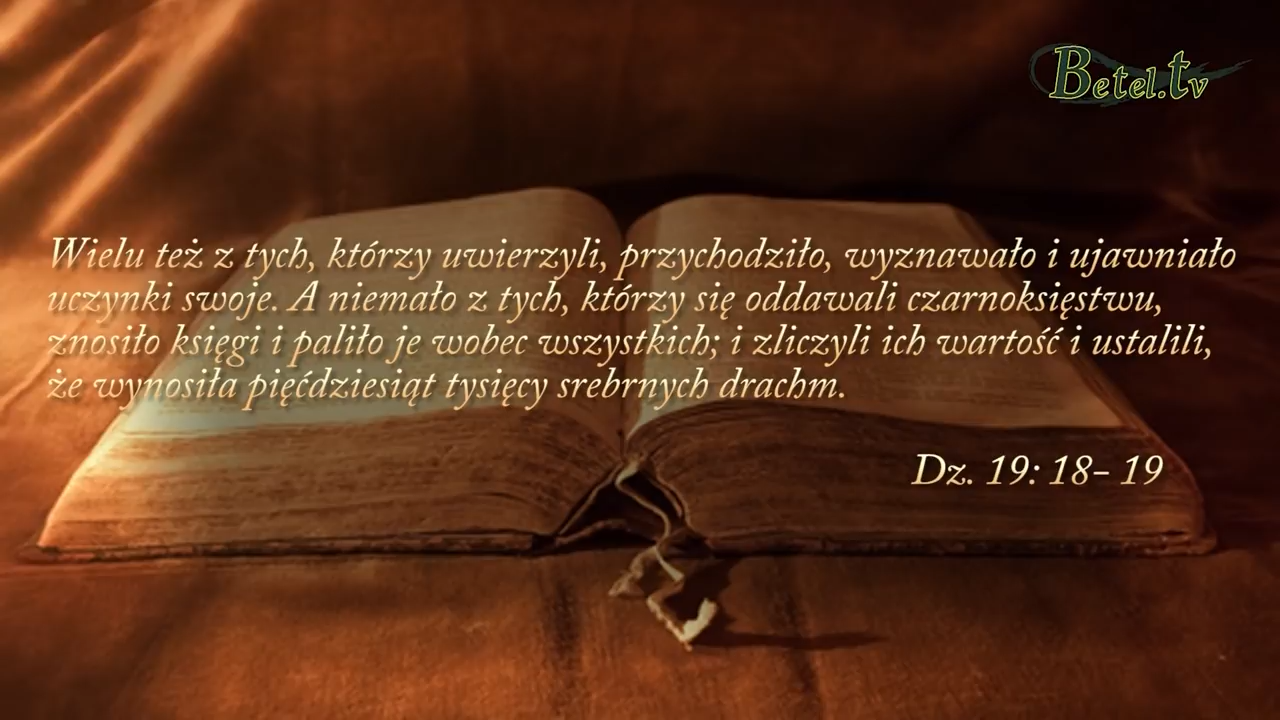 Betel.tv
Wielu też z tych, którzy uwierzyli, przychodziło, wyznawało i ujawniało
uczynki swoje. A niemało z tych, którzy się oddawali czarnoksięstwu,
znosiło księgi i paliło je wobec wszystkich; i zliczyli ich wartość i ustalili,
że wynosiła pięćdziesiąt tysięcy srebrnych drachm.
Dz. 19: 18- 19